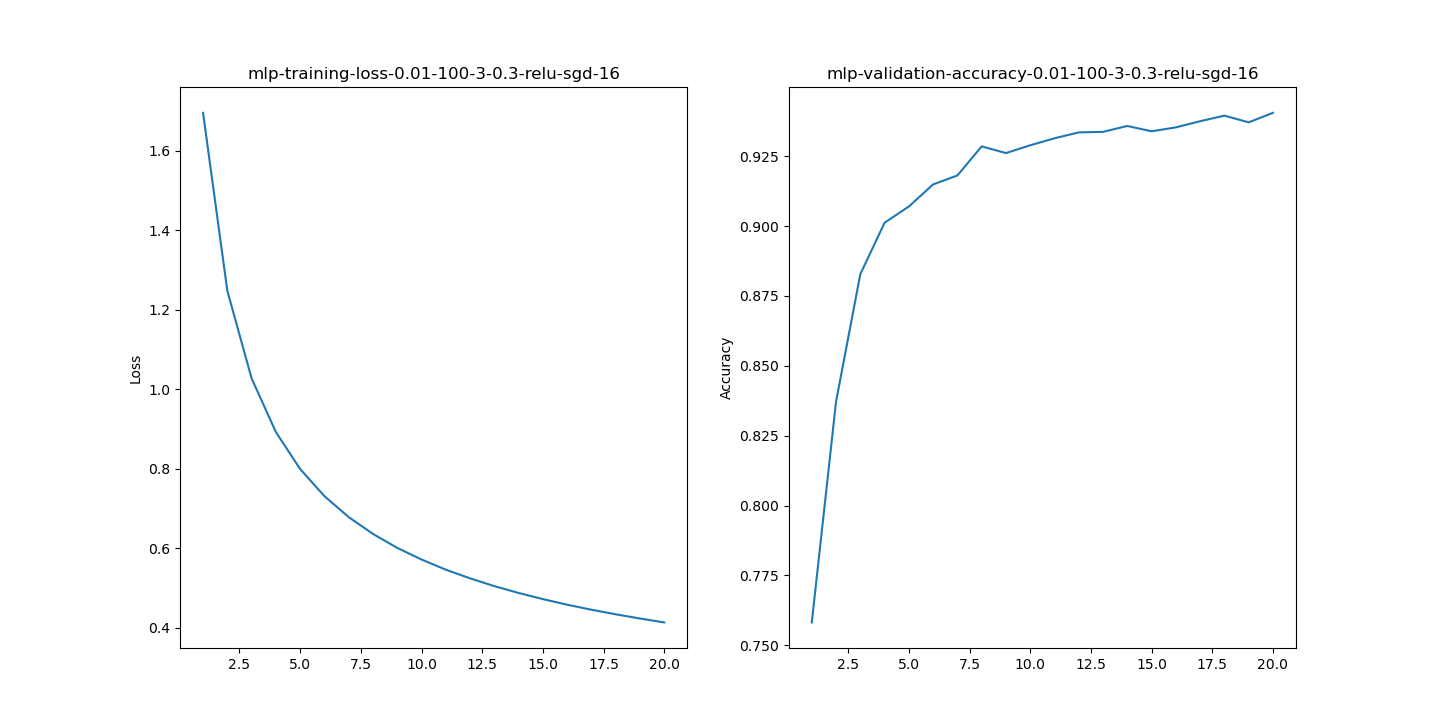 mlp-training-loss-0.01-100-3-0.3-relu-sgd-16
Loss
1.6
1.4
1.2
1.0
0.8
0.6
0.4
2.5 5.0 7.5 10.0 12.5 15.0 17.5 20.0
mlp-validation-accuracy-0.01-100-3-0.3-relu-sgd-16
Accuracy
0.925
0.900
0.875
0.850
0.825
0.800
0.775
0.750
2.5 5.0 7.5 10.0 12.5 15.0 17.5 20.0